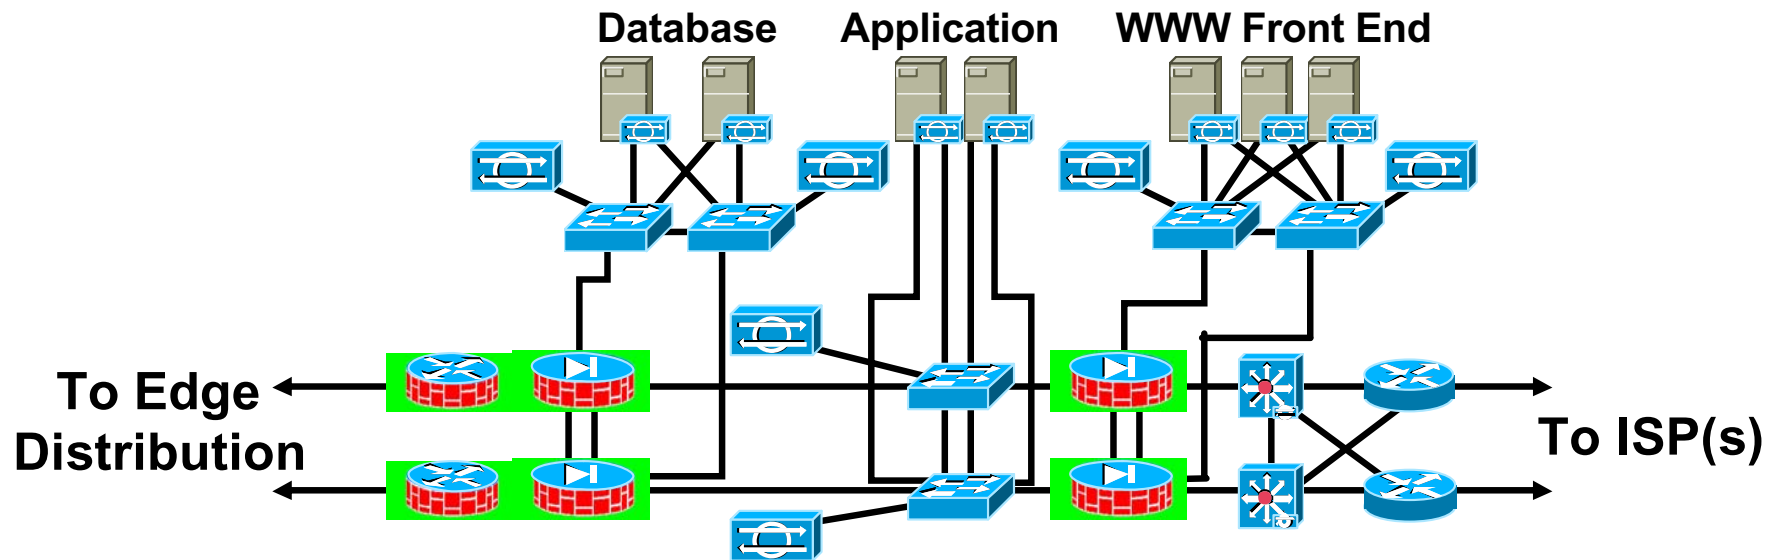 Database
Application
WWW Front End
To Edge
Distribution
To ISP(s)